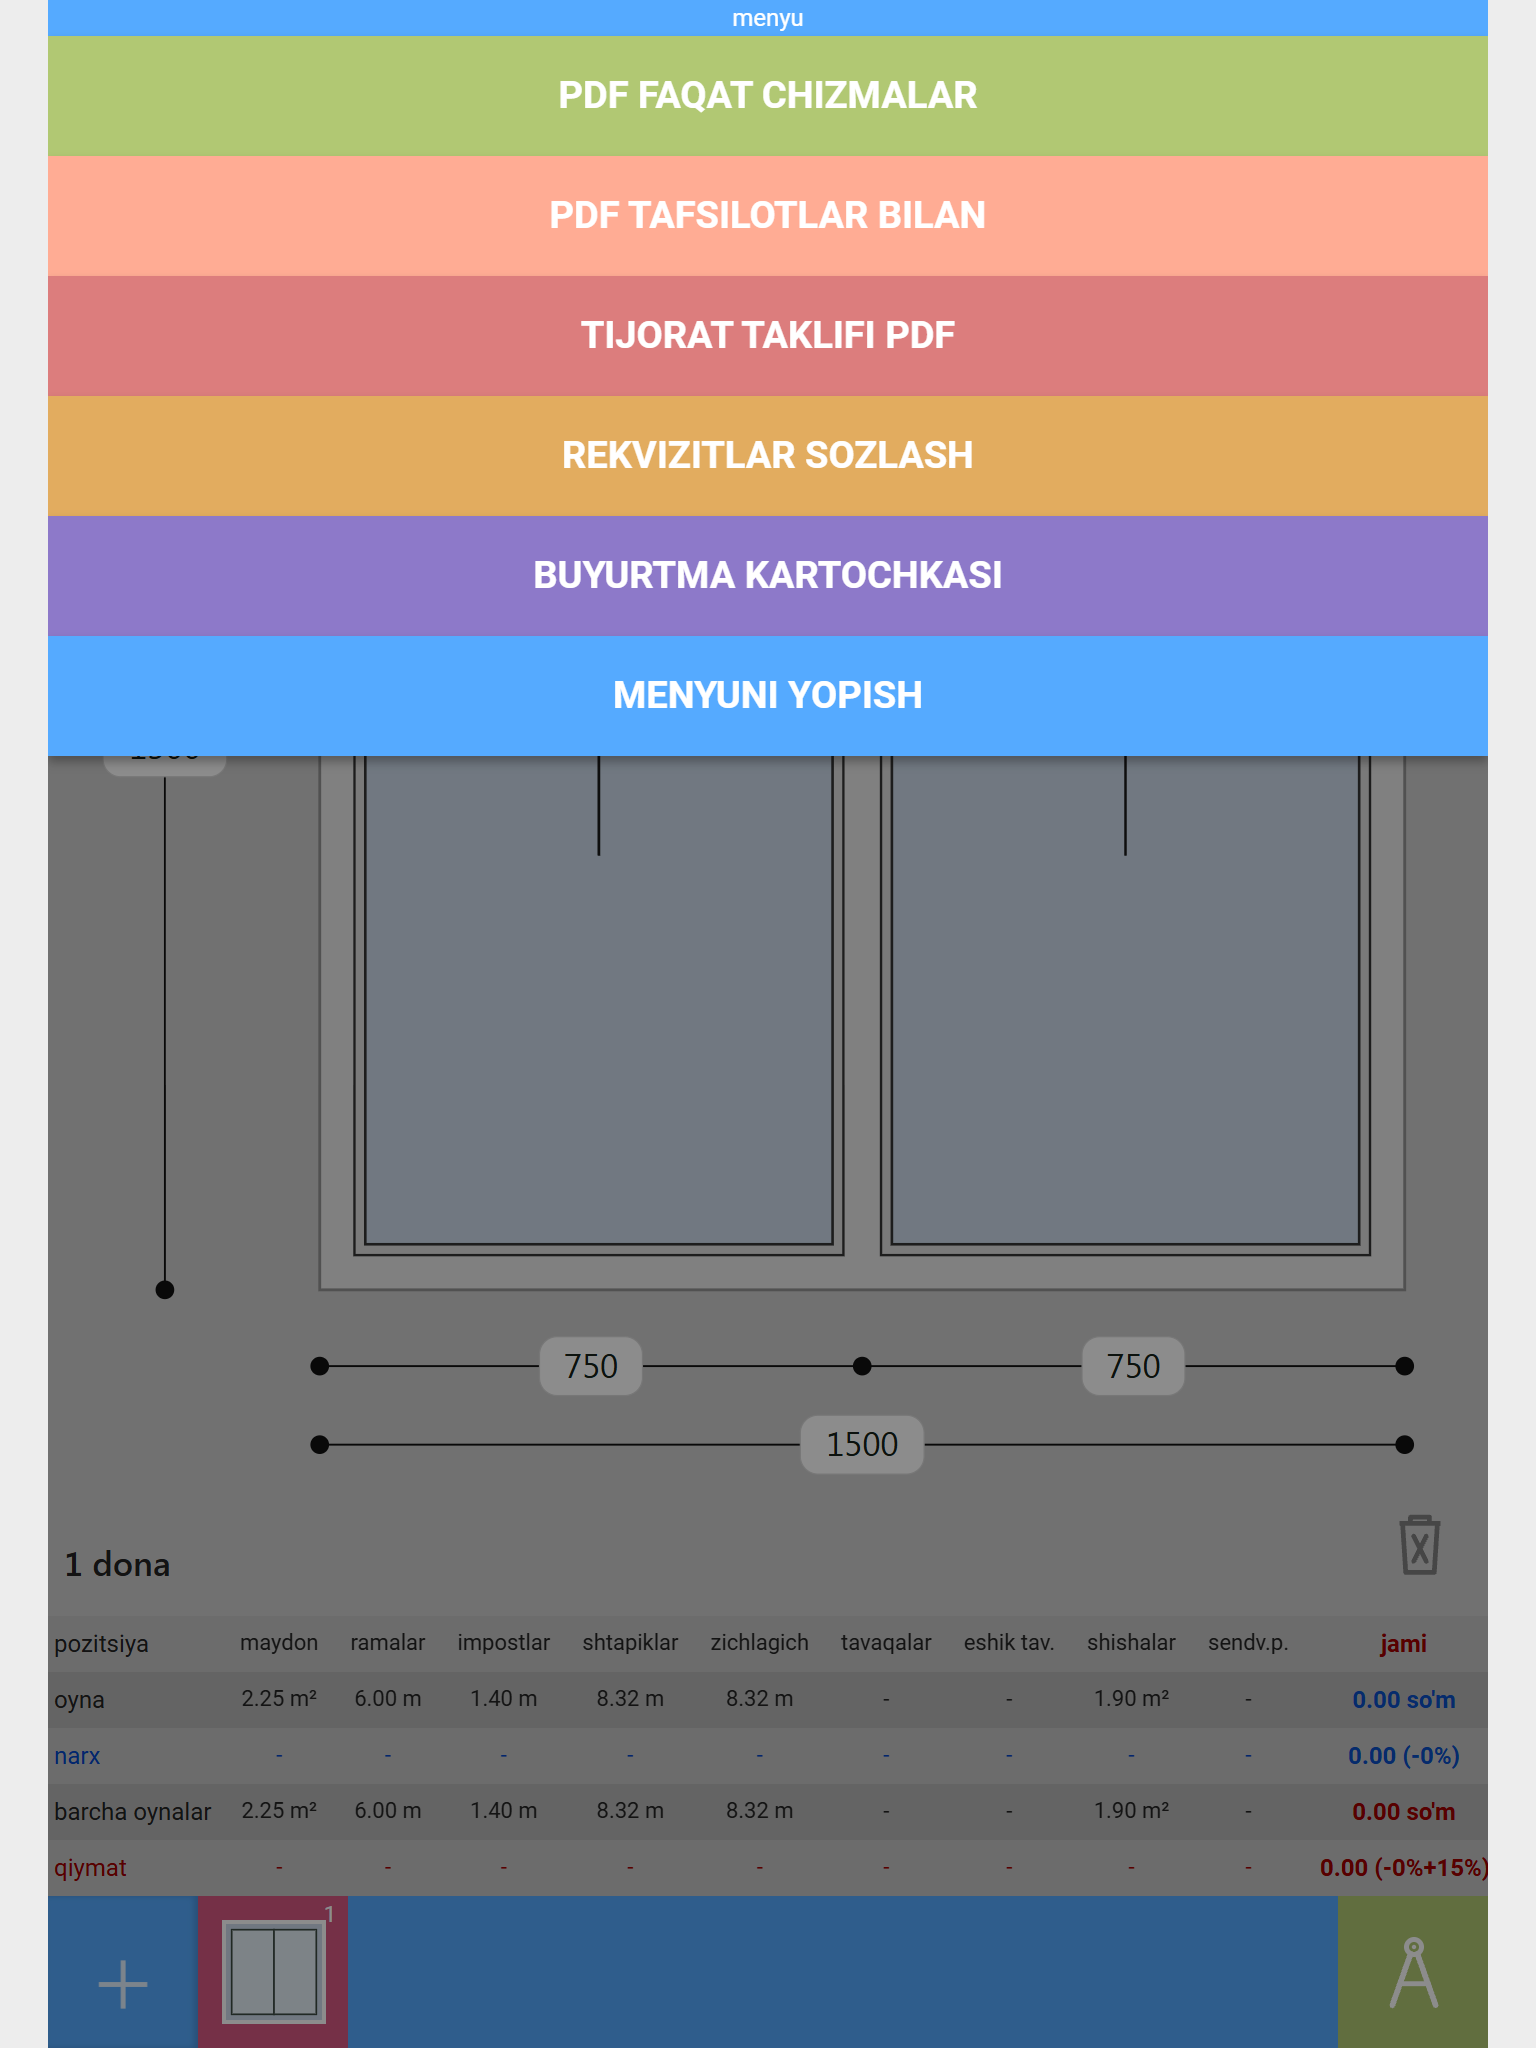 menyu
PDF FAQAT CHIZMALAR
PDF TAFSILOTLAR BILAN
TIJORAT TAKLIFI PDF
REKVIZITLAR SOZLASH
BUYURTMA KARTOCHKASI
MENYUNI YOPISH
750 750
1500
1 dona
pozitsiya maydon ramalar impostlar shtapiklar zichlagich tavaqalar eshik tav. shishalar sendv.p. jami
oyna 2.25 m² 6.00 m 1.40 m 8.32 m 8.32 m - - 1.90 m² - 0.00 so'm
narx - - - - - - - - - 0.00 (-0%)
barcha oynalar 2.25 m² 6.00 m 1.40 m 8.32 m 8.32 m - - 1.90 m² - 0.00 so'm
qiymat - - - - - - - - - 0.00 (-0%+15%)
1